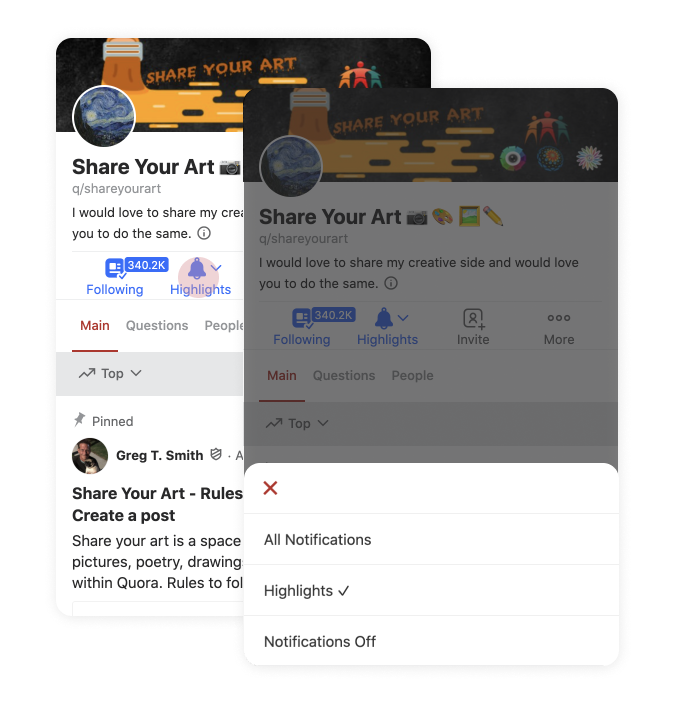 SHARE YOUR ART
Share Your Art
q/shareyourart
I would love to share my crea
you to do the same.
340.2K
Following
Highlights
Main
Questions
People
Top
Pinned
Greg T. Smith · A
Share Your Art - Rules
Create a post
Share your art is a space
pictures, poetry, drawings
within Quora. Rules to fol
SHARE YOUR ART
Share Your Art
q/shareyourart
I would love to share my creative side and would love
you to do the same.
340.2K
Following
Highlights
Invite
More
Main
Questions
People
Top
All Notifications
Highlights ✓
Notifications Off